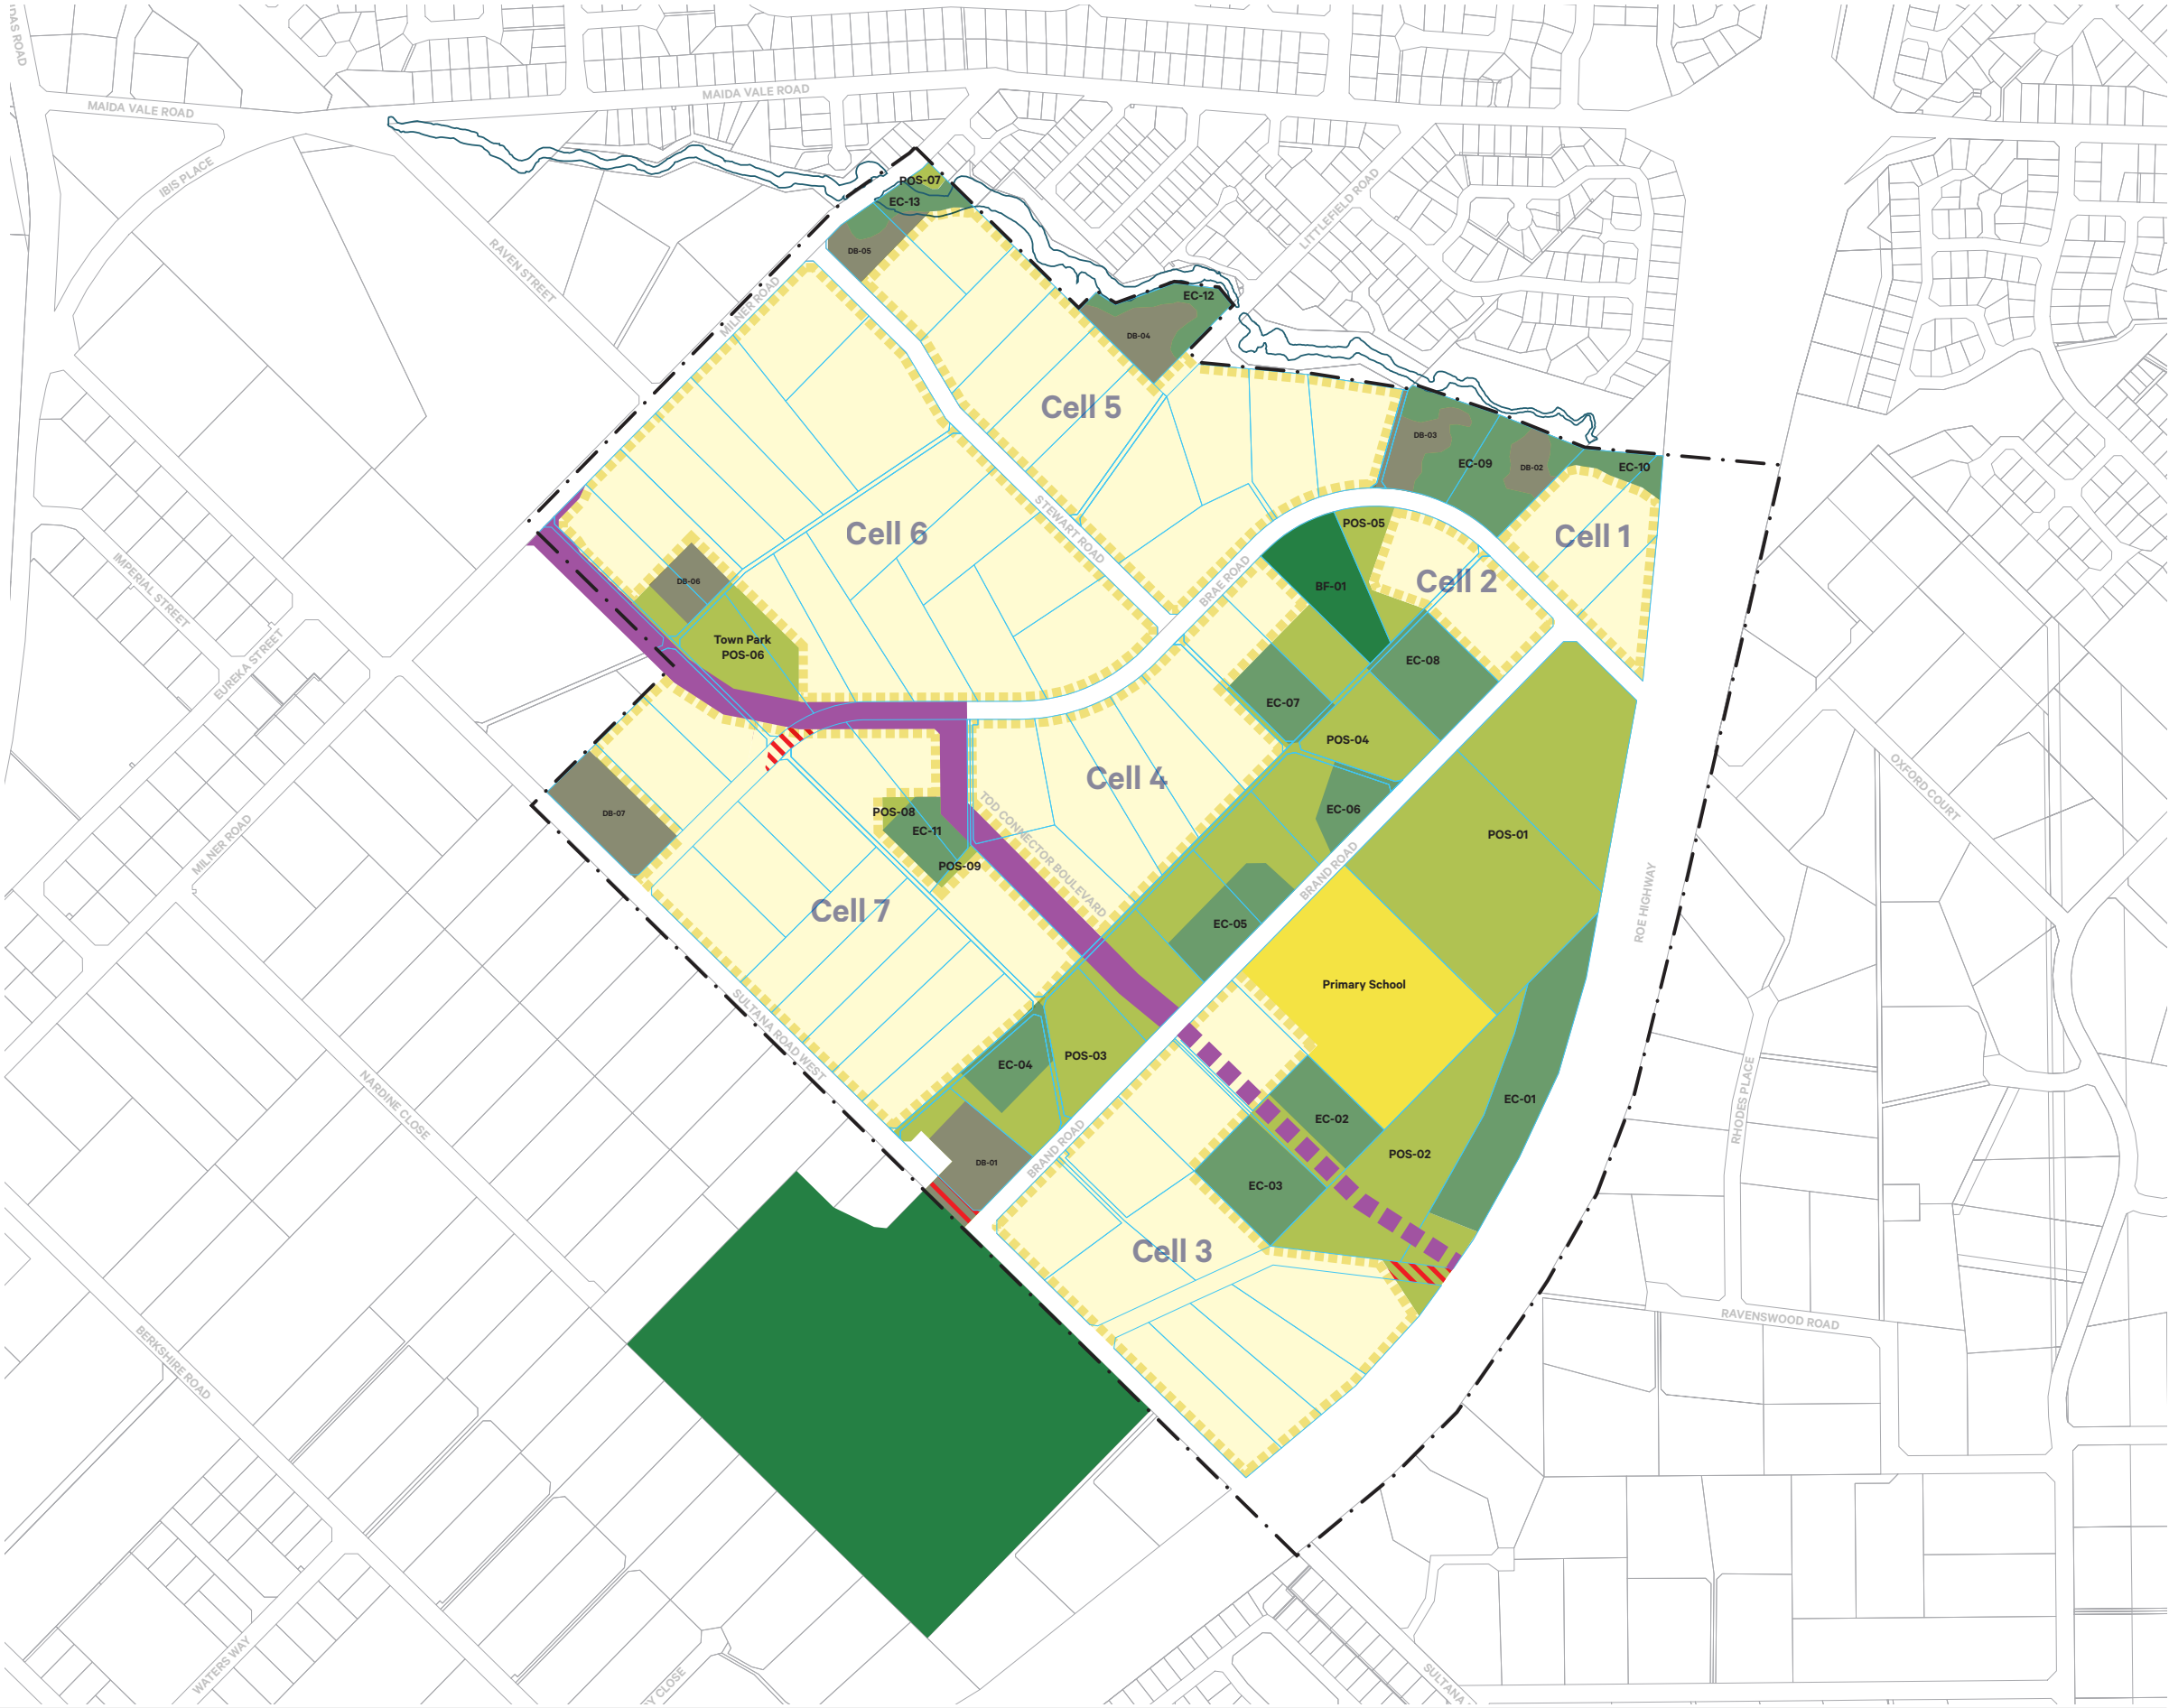 MAIDA VALE ROAD
MAIDA VALE ROAD
IBIS PLACE
RAVEN STREET
LITTLEFIELD ROAD
POS-07
EC-13
DB-05
MILNER ROAD
EC-12
DB-04
Cell 5
DB-03
EC-09
DB-02
EC-10
STEWART ROAD
Cell 6
POS-05
Cell 1
BRAE ROAD
BF-01
Cell 2
IMPERIAL STREET
EUREKA STREET
DB-06
Town Park
POS-06
EC-08
EC-07
POS-04
Cell 4
OXFORD COURT
DB-07
MILNER ROAD
POS-08
EC-11
POS-09
TOD CONNECTOR BOULEVARD
EC-06
POS-01
BRAND ROAD
ROE HIGHWAY
Cell 7
EC-05
Primary School
SULTANA ROAD WEST
EC-04
POS-03
NARDINE CLOSE
EC-02
EC-01
RHODES PLACE
POS-02
BRAND ROAD
DB-01
EC-03
Cell 3
RAVENSWOOD ROAD
BERKSHIRE ROAD
WATERS WAY
CLOSE
SULTANA